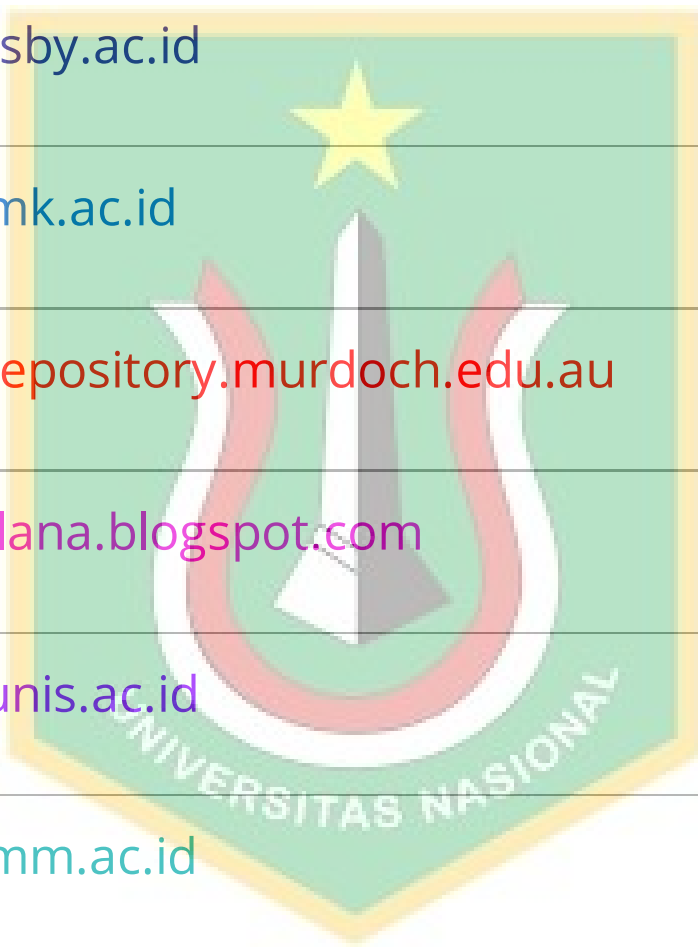 sby.ac.id
mk.ac.id
epository.murdoch.edu.au
lana.blogspot.com
unis.ac.id
UNIVERSITAS NASIONAL
mm.ac.id